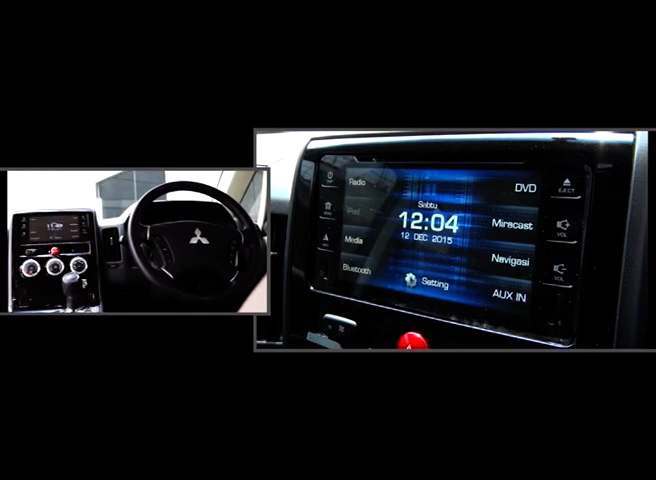 Radio
iPod
Media
Bluetooth
Sabtu
12:04
12 DEC 2015
Setting
DVD
Miracast
Navigasi
AUX IN
EJECT
VOL
VOL